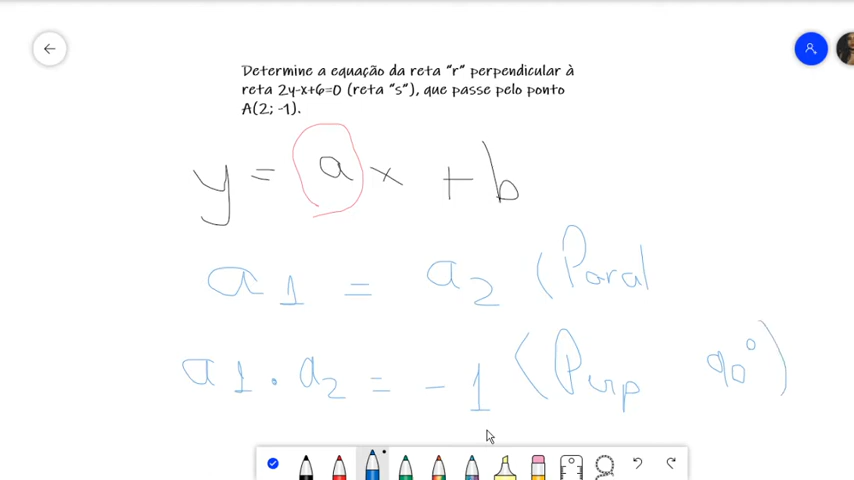 Determine a equação da reta "r" perpendicular à
reta 2y-x+6=0 (reta "s"), que passe pelo ponto
A(2; -1).
y = a x + b
a1 = a2 (Paral
a1 . a2 = - 1 (Perp 90°)